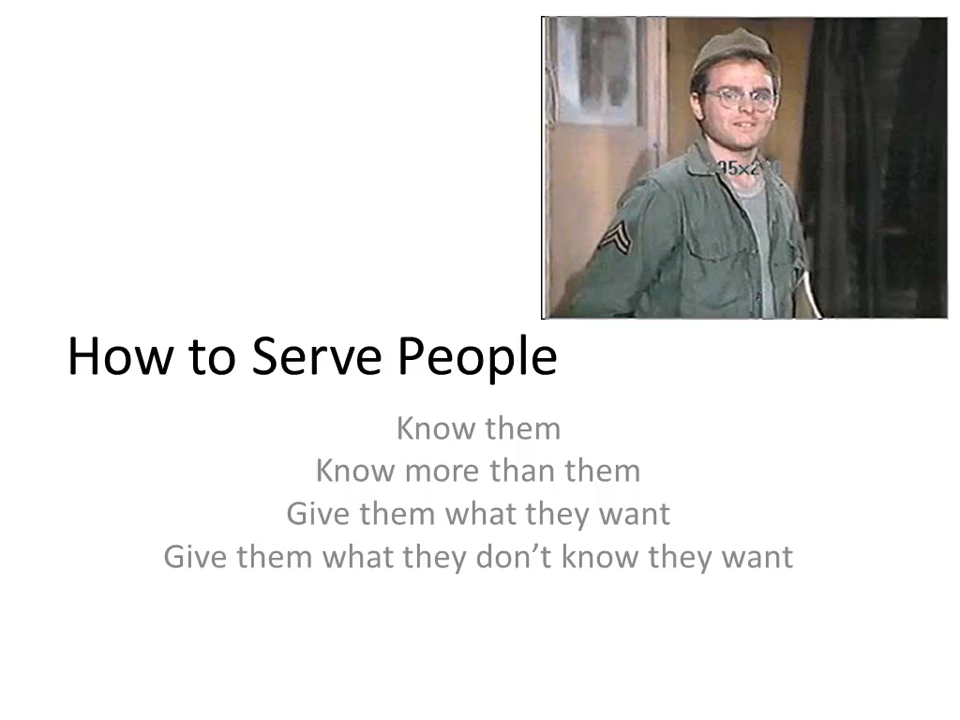 How to Serve People
Know them
Know more than them
Give them what they want
Give them what they don’t know they want